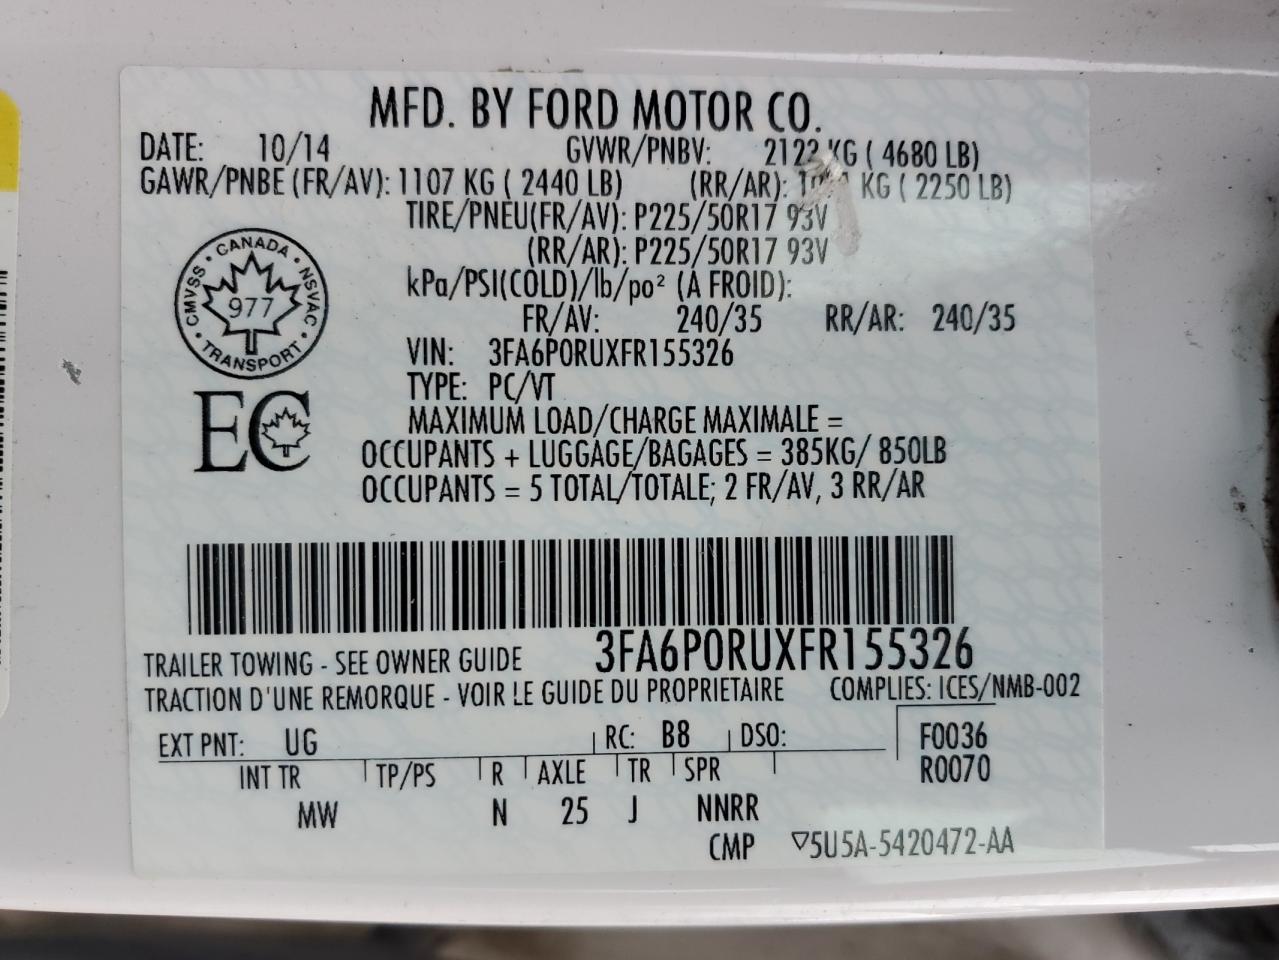 MFD. BY FORD MOTOR CO.
DATE: 10/14 GVWR/PNBV: 2122 KG ( 4680 LB)
GAWR/PNBE (FR/AV): 1107 KG ( 2440 LB) (RR/AR): KG ( 2250 LB)
TIRE/PNEU(FR/AV): P225/50R17 93V
(RR/AR): P225/50R17 93V
kPa/PSI(COLD)/lb/po² (A FROID):
FR/AV: 240/35 RR/AR: 240/35
CANADA
CMVSS • NSVAC
977
TRANSPORT
VIN: 3FA6P0RUXFR155326
TYPE: PC/VT
EC
MAXIMUM LOAD/CHARGE MAXIMALE =
OCCUPANTS + LUGGAGE/BAGAGES = 385KG/ 850LB
OCCUPANTS = 5 TOTAL/TOTALE; 2 FR/AV, 3 RR/AR
3FA6P0RUXFR155326
TRAILER TOWING - SEE OWNER GUIDE
TRACTION D'UNE REMORQUE - VOIR LE GUIDE DU PROPRIETAIRE COMPLIES: ICES/NMB-002
EXT PNT: UG RC: B8 DSO: F0036
INT TR TP/PS R AXLE TR SPR R0070
MW N 25 J NNRR
CMP ▽5U5A-5420472-AA